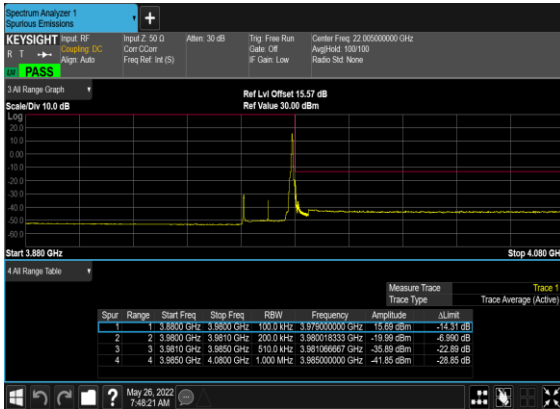 Spectrum Analyzer 1
Spurious Emissions
+
KEYSIGHT Input: RF Input Z: 50 Ω Atten: 30 dB Trig: Free Run Center Freq: 22.005000000 GHz
R T Coupling: DC Corr CCorr Gate: Off Avg|Hold: 100/100
Align: Auto Freq Ref: Int (S) IF Gain: Low Radio Std: None
LXI PASS
3 All Range Graph
Ref Lvl Offset 15.57 dB
Scale/Div 10.0 dB Ref Value 30.00 dBm
Log
20.0
10.0
0.00
-10.0
-20.0
-30.0
-40.0
-50.0
-60.0
Start 3.880 GHz Stop 4.080 GH
4 All Range Table
Measure Trace Trace 1
Trace Type Trace Average (Active)
Spur Range Start Freq Stop Freq RBW Frequency Amplitude ΔLimit
1 1 3.8800 GHz 3.9800 GHz 100.0 kHz 3.979000000 GHz 15.69 dBm -14.31 dB
2 2 3.9800 GHz 3.9810 GHz 200.0 kHz 3.980018333 GHz -19.99 dBm -6.990 dB
3 3 3.9810 GHz 3.9850 GHz 510.0 kHz 3.981066667 GHz -35.89 dBm -22.89 dB
4 4 3.9850 GHz 4.0800 GHz 1.000 MHz 3.985000000 GHz -41.85 dBm -28.85 dB
?
May 26, 2022
7:48:21 AM